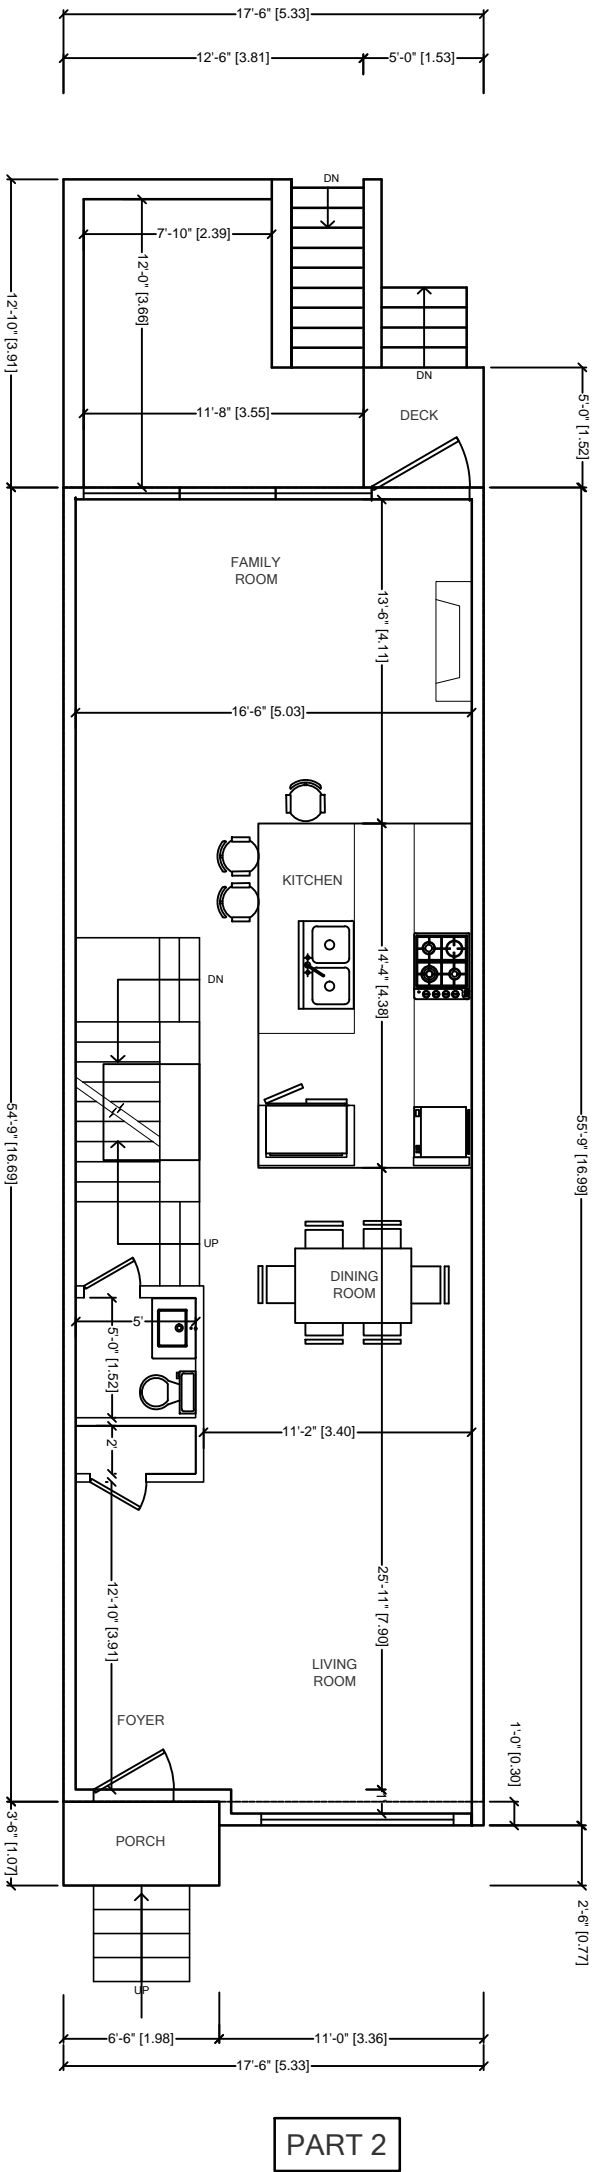 17'-6" [5.33]
12'-6" [3.81]
5'-0" [1.53]
DN
7'-10" [2.39]
12'-0" [3.66]
12'-10" [3.91]
DN
11'-8" [3.55]
DECK
5'-0" [1.52]
FAMILY
ROOM
13'-6" [4.11]
16'-6" [5.03]
KITCHEN
14'-4" [4.38]
DN
54'-9" [16.69]
55'-9" [16.99]
UP
DINING
ROOM
5'
5'-0" [1.52]
11'-2" [3.40]
2'
25'-11" [7.90]
12'-10" [3.91]
LIVING
ROOM
FOYER
1'-0" [0.30]
1'
3'-6" [1.07]
PORCH
2'-6" [0.77]
UP
6'-6" [1.98]
11'-0" [3.36]
17'-6" [5.33]
PART 2